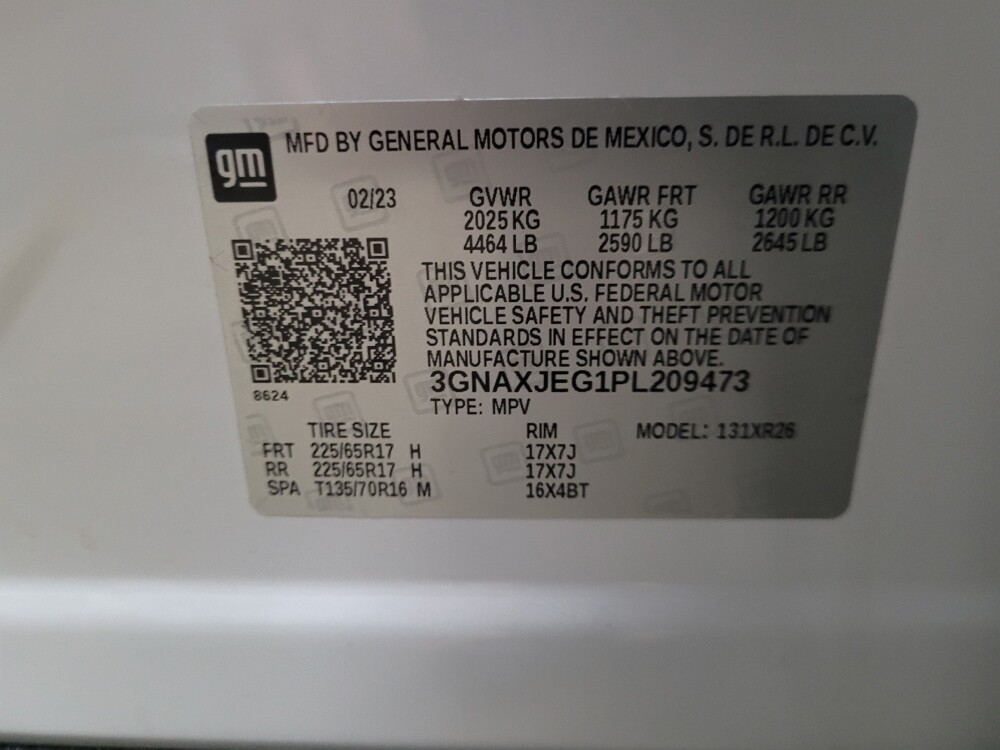 gm MFD BY GENERAL MOTORS DE MEXICO, S. DE R.L. DE C.V.
02/23 GVWR GAWR FRT GAWR RR
2025 KG 1175 KG 1200 KG
4464 LB 2590 LB 2645 LB
THIS VEHICLE CONFORMS TO ALL
APPLICABLE U.S. FEDERAL MOTOR
VEHICLE SAFETY AND THEFT PREVENTION
STANDARDS IN EFFECT ON THE DATE OF
MANUFACTURE SHOWN ABOVE.
3GNAXJEG1PL209473
8624
TYPE: MPV
TIRE SIZE RIM MODEL: 131XR26
FRT 225/65R17 H 17X7J
RR 225/65R17 H 17X7J
SPA T135/70R16 M 16X4BT